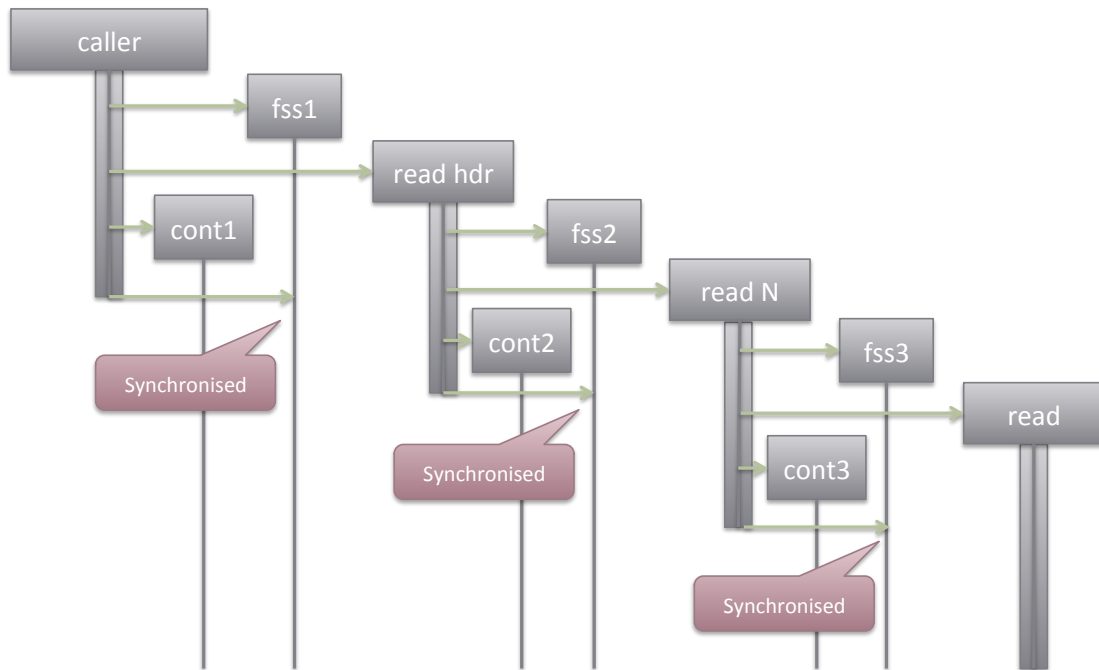 caller
fss1
read hdr
cont1
fss2
read N
cont2
fss3
Synchronised
read
Synchronised
cont3
Synchronised